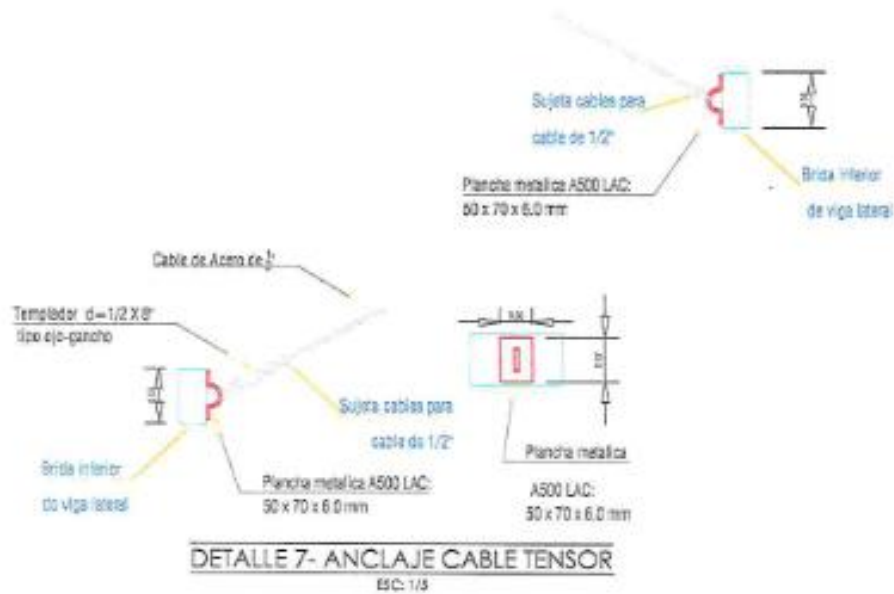 Sujeta cables para
cable de 1/2"
Plancha metalica A500 LAC:
50 x 70 x 6.0 mm
Brida inferior
de viga lateral
Cable de Acero de
Templador d=1/2 X 8"
tipo ojo-gancho
Sujeta cables para
cable de 1/2"
Brida inferior
de viga lateral
Plancha metalica A500 LAC:
50 x 70 x 6.0 mm
Plancha metalica
A500 LAC:
50 x 70 x 6.0 mm
DETALLE 7- ANCLAJE CABLE TENSOR
ESC: 1/5